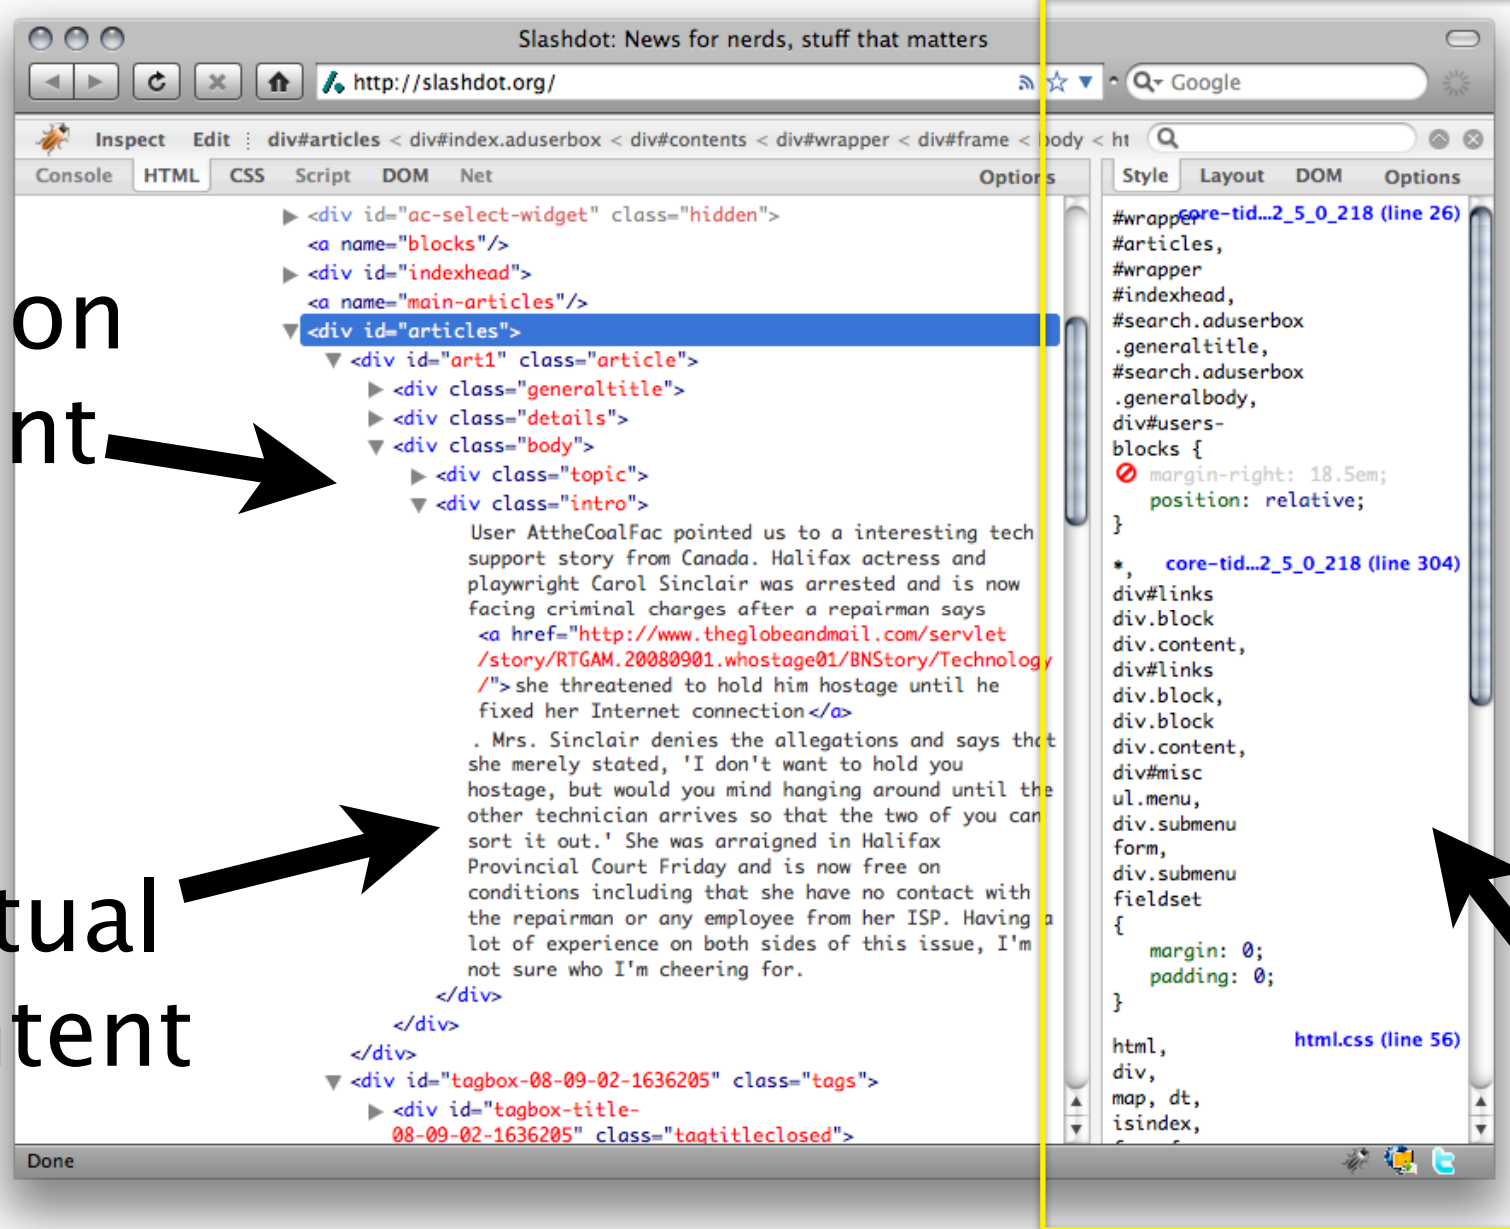 Slashdot: News for nerds, stuff that matters
http://slashdot.org/
Google
Inspect Edit div#articles < div#index.aduserbox < div#contents < div#wrapper < div#frame < body < ht
Console HTML CSS Script DOM Net Options
<div id="ac-select-widget" class="hidden">
<a name="blocks"/>
<div id="indexhead">
<a name="main-articles"/>
<div id="articles">
<div id="art1" class="article">
<div class="generaltitle">
<div class="details">
<div class="body">
<div class="topic">
<div class="intro">
User AttheCoalFac pointed us to a interesting tech
support story from Canada. Halifax actress and
playwright Carol Sinclair was arrested and is now
facing criminal charges after a repairman says
<a href="http://www.theglobeandmail.com/servlet
/story/RTGAM.20080901.whostage01/BNStory/Technology
/"> she threatened to hold him hostage until he
fixed her Internet connection </a>
. Mrs. Sinclair denies the allegations and says that
she merely stated, 'I don't want to hold you
hostage, but would you mind hanging around until the
other technician arrives so that the two of you can
sort it out.' She was arraigned in Halifax
Provincial Court Friday and is now free on
conditions including that she have no contact with
the repairman or any employee from her ISP. Having a
lot of experience on both sides of this issue, I'm
not sure who I'm cheering for.
</div>
</div>
</div>
<div id="tagbox-08-09-02-1636205" class="tags">
<div id="tagbox-title-
08-09-02-1636205" class="tagtitleclosed">
on
nt
tual
tent
Style Layout DOM Options
#wrapper core-tid...2_5_0_218 (line 26)
#articles,
#wrapper
#indexhead,
#search.aduserbox
.generaltitle,
#search.aduserbox
.generalbody,
div#users-
blocks {
margin-right: 18.5em;
position: relative;
}
*, core-tid...2_5_0_218 (line 304)
div#links
div.block
div.content,
div#links
div.block,
div.block
div.content,
div#misc
ul.menu,
div.submenu
form,
div.submenu
fieldset
{
margin: 0;
padding: 0;
}
html, html.css (line 56)
div,
map, dt,
isindex,
Done